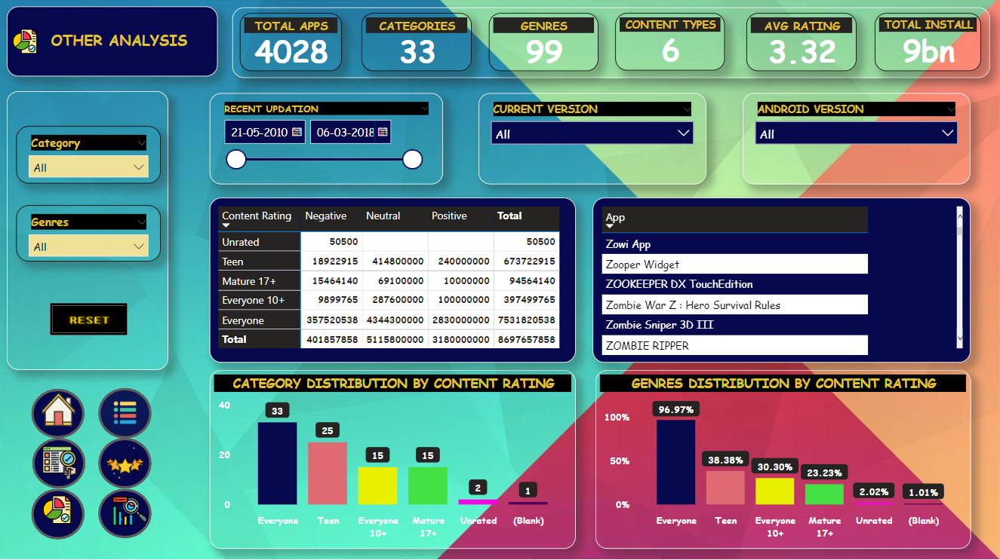 OTHER ANALYSIS
TOTAL APPS
4028
CATEGORIES
33
GENRES
99
CONTENT TYPES
6
AVG RATING
3.32
TOTAL INSTALL
9bn
Category
All
Genres
All
RESET
RECENT UPDATION
21-05-2010 06-03-2018
CURRENT VERSION
All
ANDROID VERSION
All
Content Rating Negative Neutral Positive Total
Unrated 50500 50500
Teen 18922915 414800000 240000000 673722915
Mature 17+ 15464140 69100000 10000000 94564140
Everyone 10+ 9899765 287600000 100000000 397499765
Everyone 357520538 4344300000 2830000000 7531820538
Total 401857858 5115800000 3180000000 8697657858
App
Zowi App
Zooper Widget
ZOOKEEPER DX TouchEdition
Zombie War Z : Hero Survival Rules
Zombie Sniper 3D III
ZOMBIE RIPPER
CATEGORY DISTRIBUTION BY CONTENT RATING
40
20
0
33
25
15
15
2
1
Everyone Teen Everyone 10+ Mature 17+ Unrated (Blank)
GENRES DISTRIBUTION BY CONTENT RATING
100%
50%
0%
96.97%
38.38%
30.30%
23.23%
2.02%
1.01%
Everyone Teen Everyone 10+ Mature 17+ Unrated (Blank)